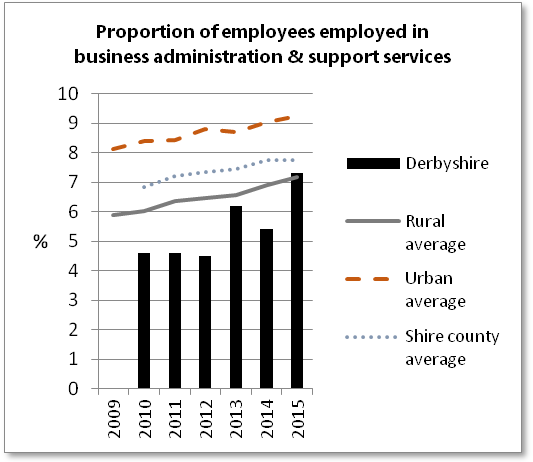 Proportion of employees employed in
business administration & support services
10
9
8
7
6
5
4
3
2
1
0
%
2009
2010
2011
2012
2013
2014
2015
Derbyshire
Rural
average
Urban
average
Shire county
average